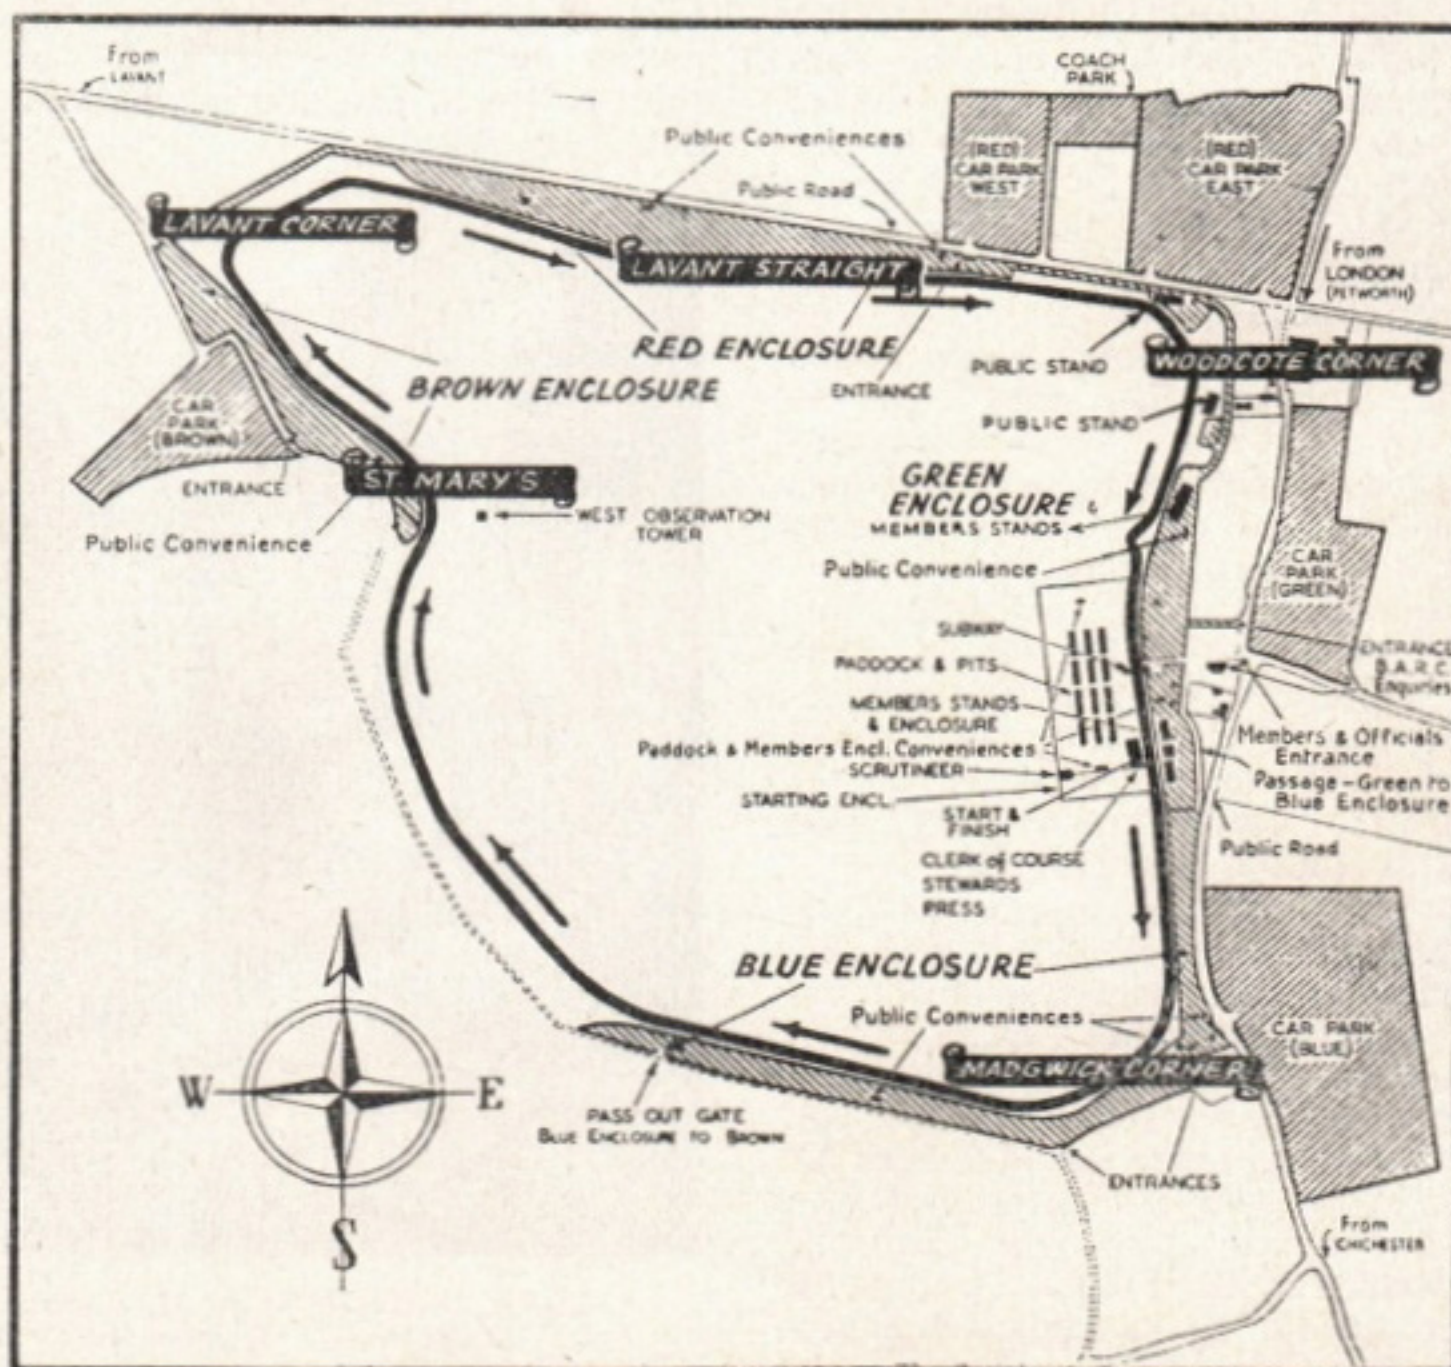 From
LAVANT
COACH
PARK
Public Conveniences
Public Road
(RED)
CAR PARK
WEST
(RED)
CAR PARK
EAST
LAVANT CORNER
LAVANT STRAIGHT
From
LONDON
(PETWORTH)
RED ENCLOSURE
PUBLIC STAND
WOODCOTE CORNER
BROWN ENCLOSURE
ENTRANCE
CAR
PARK
(BROWN)
PUBLIC STAND
ST. MARY'S
ENTRANCE
GREEN
ENCLOSURE &
MEMBERS STANDS
WEST OBSERVATION
TOWER
Public Convenience
Public Convenience
CAR
PARK
(GREEN)
SUBWAY
PADDOCK & PITS
MEMBERS STANDS
& ENCLOSURE
Paddock & Members Encl. Conveniences
SCRUTINEER
STARTING ENCL.
START &
FINISH
CLERK of COURSE
STEWARDS
PRESS
ENTRANCE
B.A.R.C.
Enquiries
Members & Officials
Entrance
Passage - Green to
Blue Enclosure
Public Road
BLUE ENCLOSURE
Public Conveniences
CAR PARK
(BLUE)
MADGWICK CORNER
W
E
S
PASS OUT GATE
BLUE ENCLOSURE TO BROWN
ENTRANCES
From
CHICHESTER